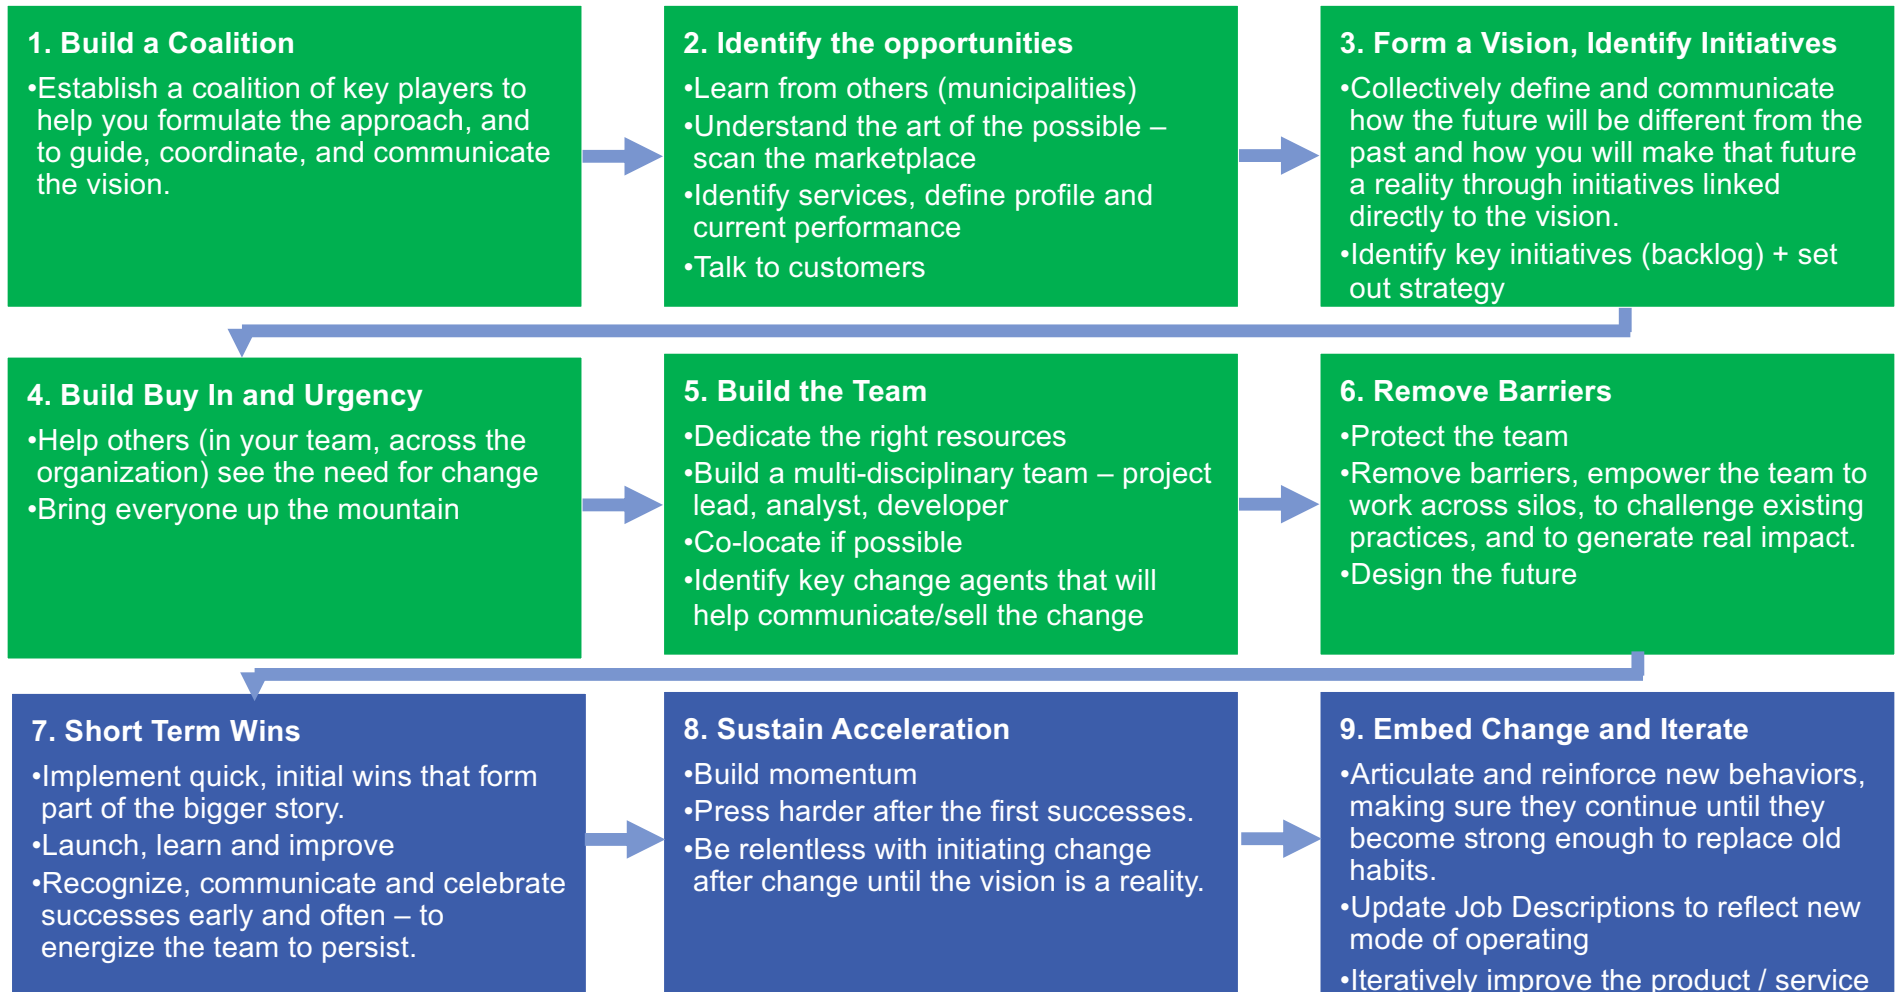 1. Build a Coalition
•Establish a coalition of key players to
help you formulate the approach, and
to guide, coordinate, and communicate
the vision.
2. Identify the opportunities
•Learn from others (municipalities)
•Understand the art of the possible –
scan the marketplace
•Identify services, define profile and
current performance
•Talk to customers
3. Form a Vision, Identify Initiatives
•Collectively define and communicate
how the future will be different from the
past and how you will make that future
a reality through initiatives linked
directly to the vision.
•Identify key initiatives (backlog) + set
out strategy
4. Build Buy In and Urgency
•Help others (in your team, across the
organization) see the need for change
•Bring everyone up the mountain
5. Build the Team
•Dedicate the right resources
•Build a multi-disciplinary team – project
lead, analyst, developer
•Co-locate if possible
•Identify key change agents that will
help communicate/sell the change
6. Remove Barriers
•Protect the team
•Remove barriers, empower the team to
work across silos, to challenge existing
practices, and to generate real impact.
•Design the future
7. Short Term Wins
•Implement quick, initial wins that form
part of the bigger story.
•Launch, learn and improve
•Recognize, communicate and celebrate
successes early and often – to
energize the team to persist.
8. Sustain Acceleration
•Build momentum
•Press harder after the first successes.
•Be relentless with initiating change
after change until the vision is a reality.
9. Embed Change and Iterate
•Articulate and reinforce new behaviors,
making sure they continue until they
become strong enough to replace old
habits.
•Update Job Descriptions to reflect new
mode of operating
•Iteratively improve the product / service